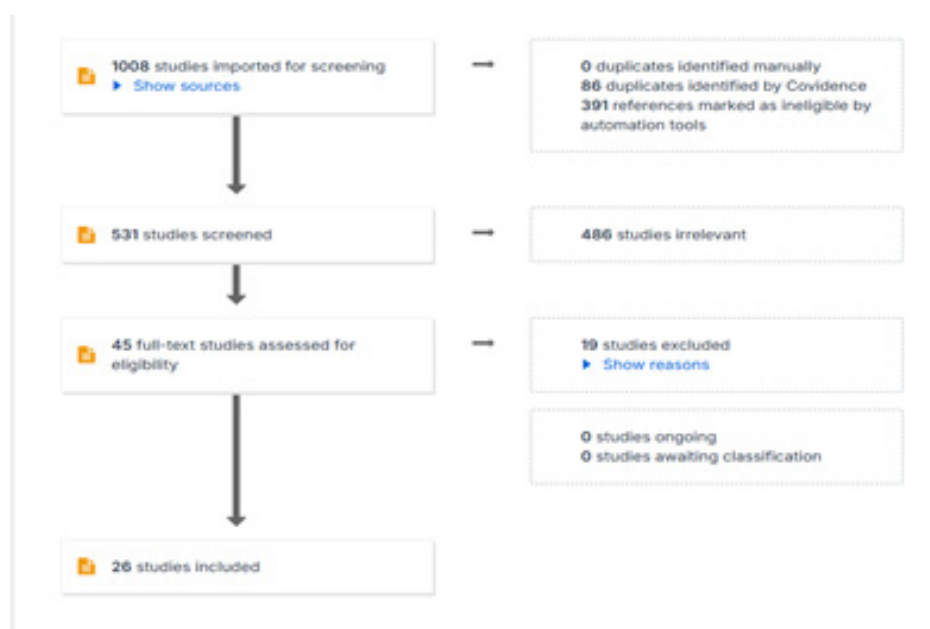 1008 studies imported for screening
▶ Show sources
0 duplicates identified manually
86 duplicates identified by Covidence
391 references marked as ineligible by
automation tools
531 studies screened
486 studies irrelevant
45 full-text studies assessed for
eligibility
19 studies excluded
▶ Show reasons
0 studies ongoing
0 studies awaiting classification
26 studies included